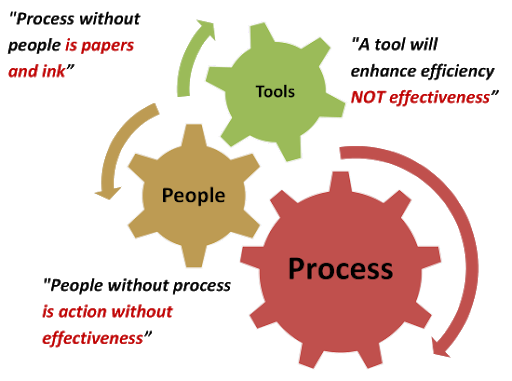 "Process without
people is papers
and ink”
"A tool will
enhance efficiency
NOT effectiveness”
Tools
People
Process
"People without process
is action without
effectiveness”